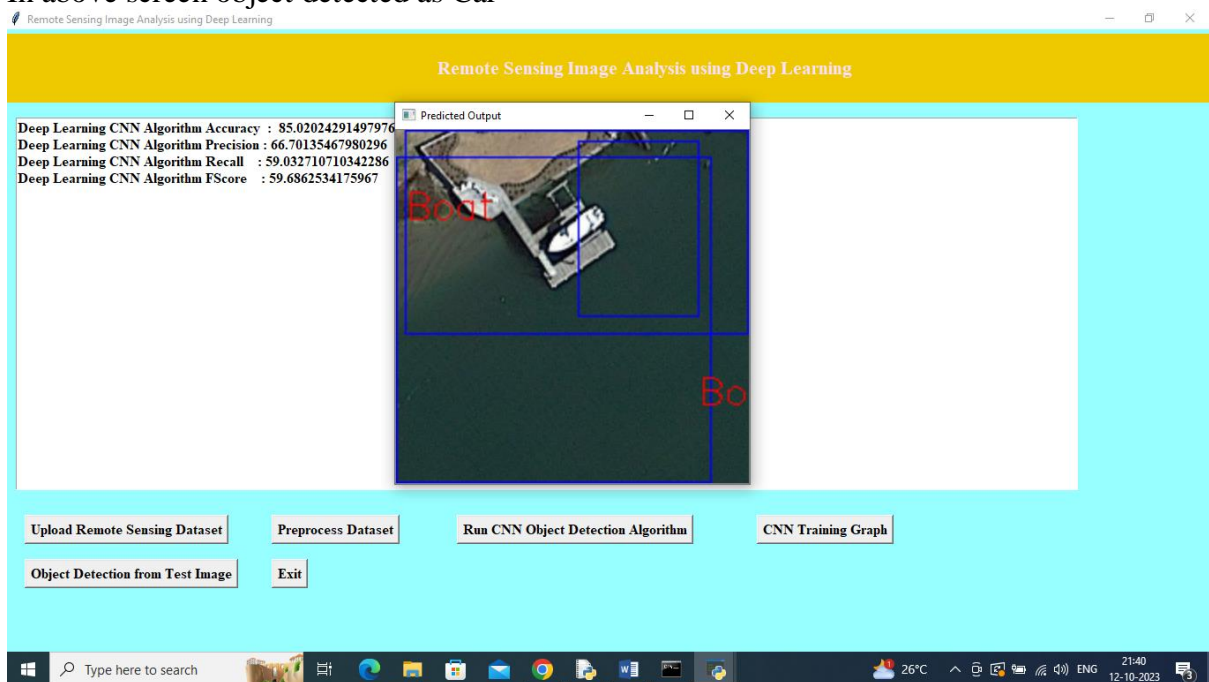 In above screen object detected as Car
Remote Sensing Image Analysis using Deep Learning
Remote Sensing Image Analysis using Deep Learning
Predicted Output
Deep Learning CNN Algorithm Accuracy : 85.02024291497976
Deep Learning CNN Algorithm Precision : 66.70135467980296
Deep Learning CNN Algorithm Recall : 59.032710710342286
Deep Learning CNN Algorithm FScore : 59.6862534175967
Boat
Bo
Upload Remote Sensing Dataset
Preprocess Dataset
Run CNN Object Detection Algorithm
CNN Training Graph
Object Detection from Test Image
Exit
Type here to search
26°C
ENG
21:40
12-10-2023
3